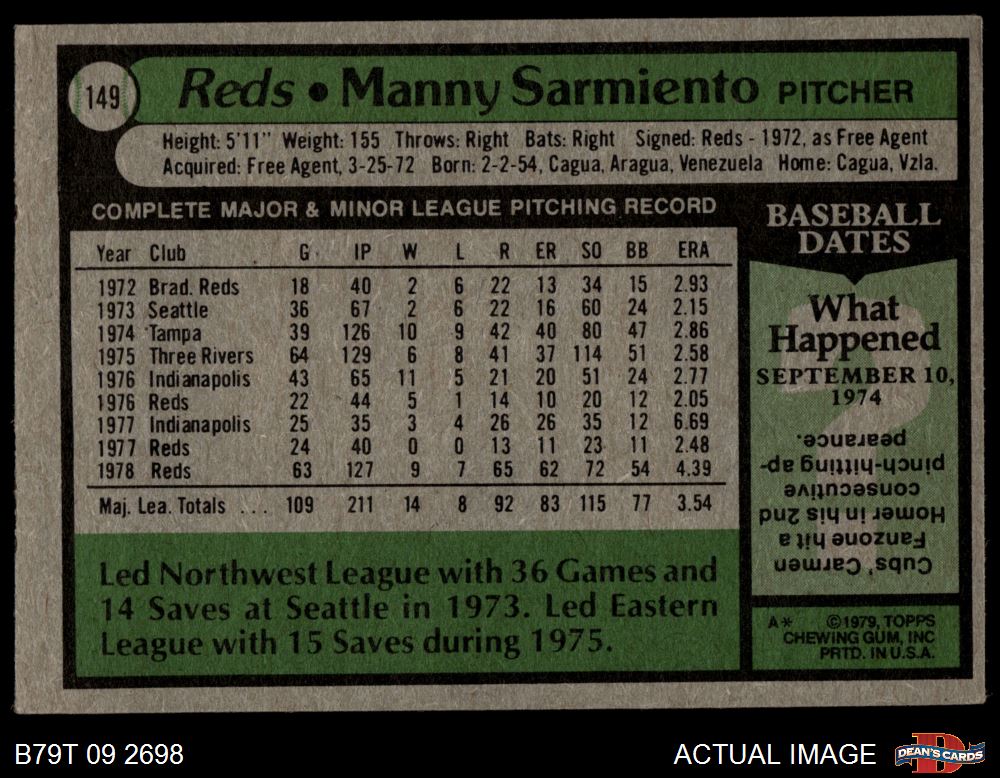 149
Reds • Manny Sarmiento PITCHER
Height: 5'11" Weight: 155 Throws: Right Bats: Right Signed: Reds - 1972, as Free Agent
Acquired: Free Agent, 3-25-72 Born: 2-2-54, Cagua, Aragua, Venezuela Home: Cagua, Vzla.
COMPLETE MAJOR & MINOR LEAGUE PITCHING RECORD
Year Club G IP W L R ER SO BB ERA
1972 Brad. Reds 18 40 2 6 22 13 34 15 2.93
1973 Seattle 36 67 2 6 22 16 60 24 2.15
1974 Tampa 39 126 10 9 42 40 80 47 2.86
1975 Three Rivers 64 129 6 8 41 37 114 51 2.58
1976 Indianapolis 43 65 11 5 21 20 51 24 2.77
1976 Reds 22 44 5 1 14 10 20 12 2.05
1977 Indianapolis 25 35 3 4 26 26 35 12 6.69
1977 Reds 24 40 0 0 13 11 23 11 2.48
1978 Reds 63 127 9 7 65 62 72 54 4.39
Maj. Lea. Totals ... 109 211 14 8 92 83 115 77 3.54
Led Northwest League with 36 Games and
14 Saves at Seattle in 1973. Led Eastern
League with 15 Saves during 1975.
BASEBALL
DATES
What
Happened
SEPTEMBER 10,
1974
Cubs' Carmen
Fanzone hit a
Homer in his 2nd
consecutive
pinch-hitting ap-
pearance.
A* ©1979, TOPPS
CHEWING GUM, INC
PRTD. IN U.S.A.
B79T 09 2698
ACTUAL IMAGE
DEAN'S CARDS